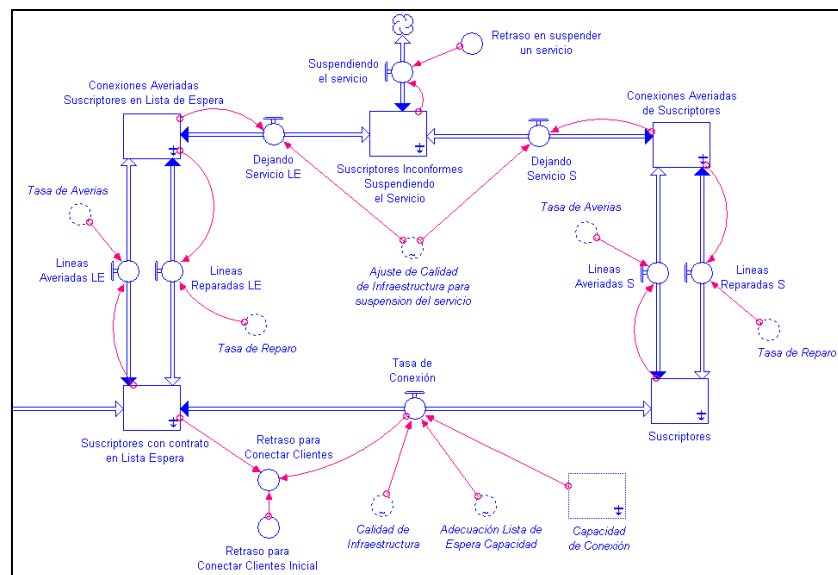 Retraso en suspender
un servicio
Suspendiendo
el servicio
Conexiones Averiadas
Suscriptores en Lista de Espera
Conexiones Averiadas
de Suscriptores
Dejando
Servicio LE
Suscriptores Inconformes
Suspendiendo
el Servicio
Dejando
Servicio S
Tasa de Averias
Tasa de Averias
Lineas
Averiadas LE
Lineas
Reparadas LE
Ajuste de Calidad
de Infraestructura para
suspension del servicio
Lineas
Averiadas S
Lineas
Reparadas S
Tasa de Reparo
Tasa de Reparo
Tasa de
Conexión
Suscriptores con contrato
en Lista Espera
Retraso para
Conectar Clientes
Suscriptores
Calidad de
Infraestructura
Adecuación Lista de
Espera Capacidad
Capacidad
de Conexión
Retraso para
Conectar Clientes Inicial